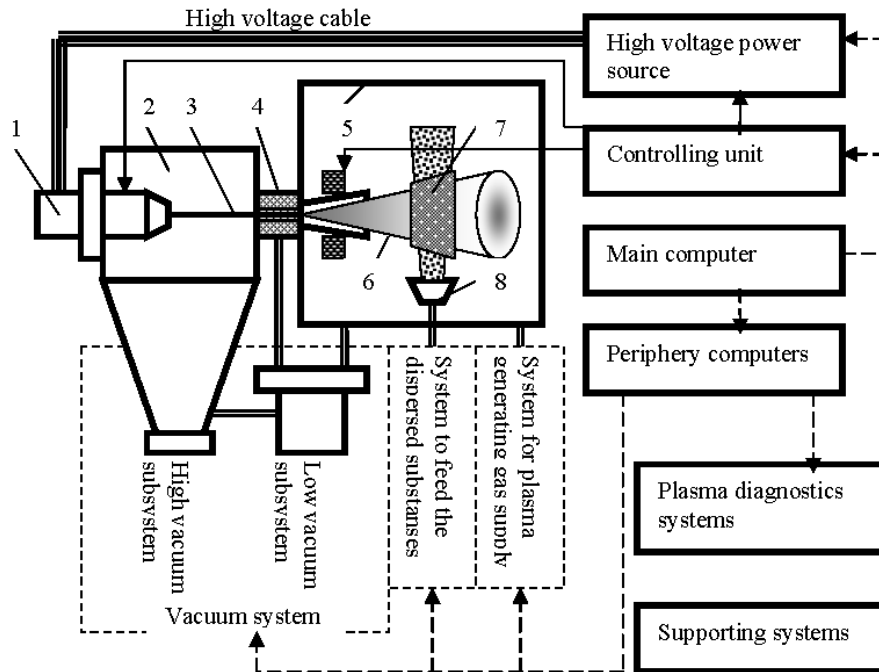 High voltage cable
High voltage power
source
1
2
3
4
5
7
Controlling unit
Main computer
6
8
Periphery computers
High vacuum
subsystem
Low vacuum
subsystem
System to feed the
dispersed substanses
System for plasma
generating gas supply
Plasma diagnostics
systems
Vacuum system
Supporting systems